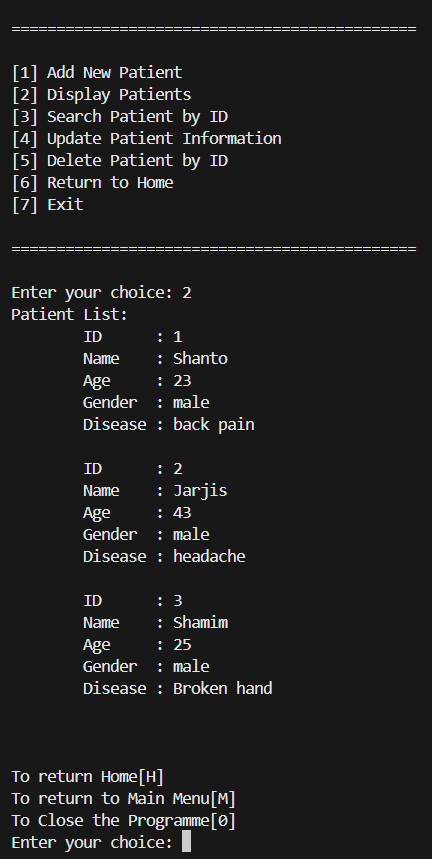 =============================================
[1] Add New Patient
[2] Display Patients
[3] Search Patient by ID
[4] Update Patient Information
[5] Delete Patient by ID
[6] Return to Home
[7] Exit
=============================================
Enter your choice: 2
Patient List:
        ID      : 1
        Name    : Shanto
        Age     : 23
        Gender  : male
        Disease : back pain
        ID      : 2
        Name    : Jarjis
        Age     : 43
        Gender  : male
        Disease : headache
        ID      : 3
        Name    : Shamim
        Age     : 25
        Gender  : male
        Disease : Broken hand
To return Home[H]
To return to Main Menu[M]
To Close the Programme[0]
Enter your choice: